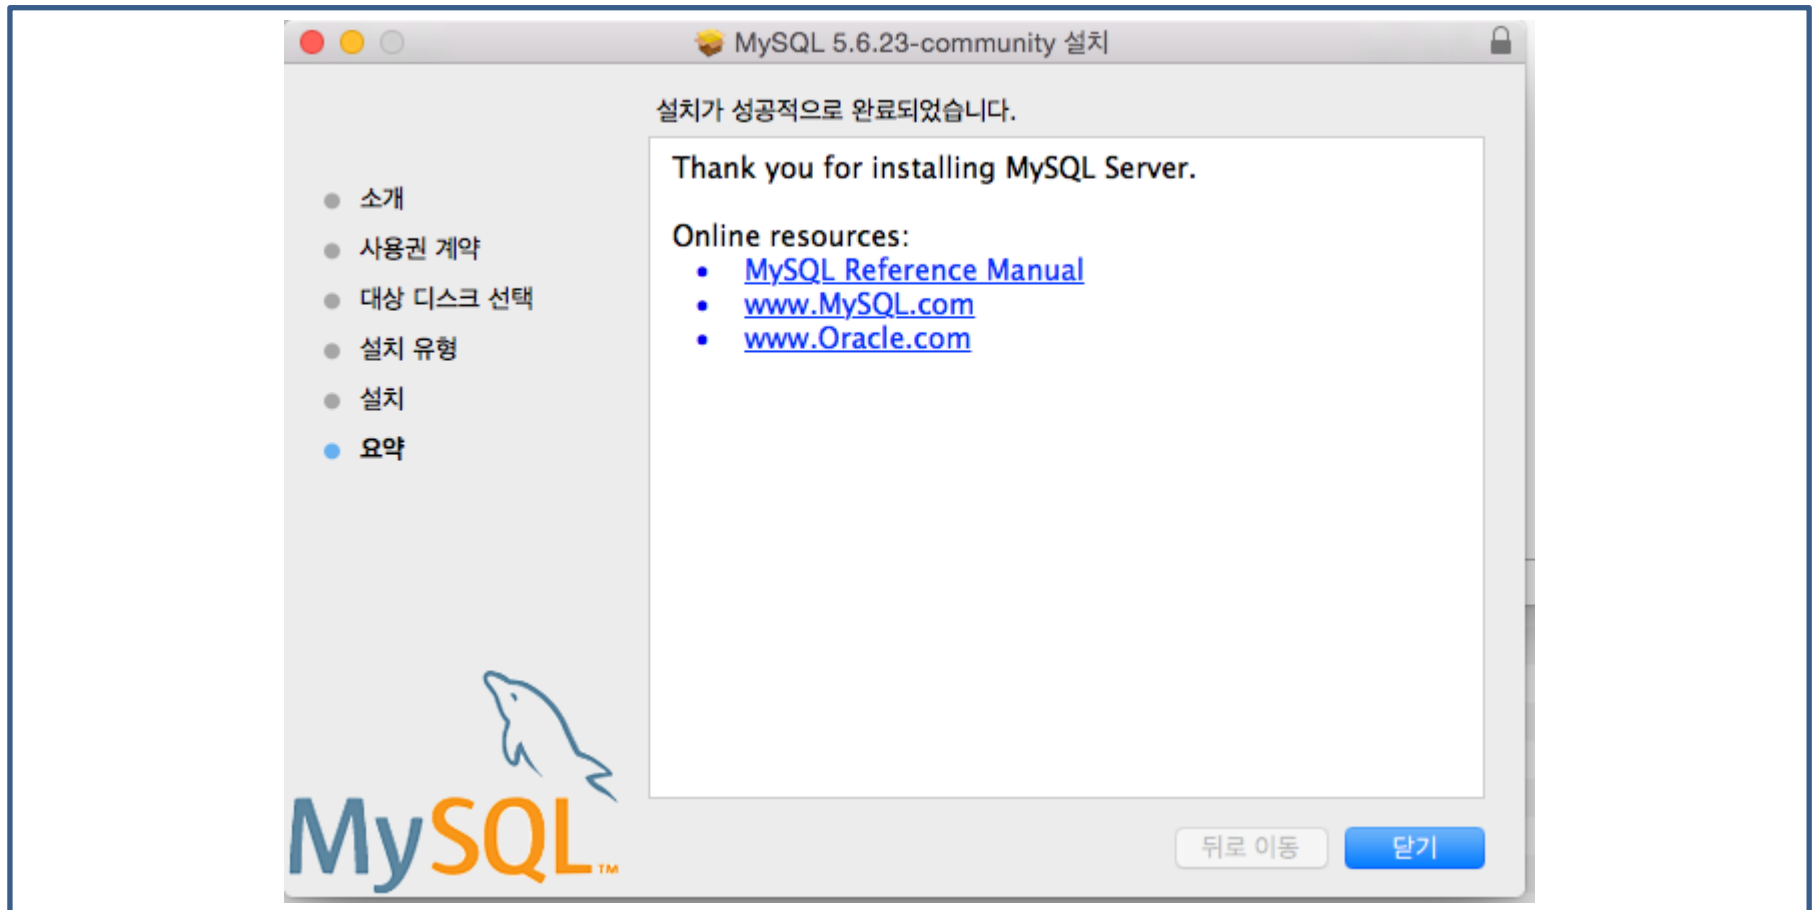 MySQL 5.6.23-community 설치
설치가 성공적으로 완료되었습니다.
소개
사용권 계약
대상 디스크 선택
설치 유형
설치
요약
Thank you for installing MySQL Server.
Online resources:
• MySQL Reference Manual
• www.MySQL.com
• www.Oracle.com
MySQL™
뒤로 이동
닫기